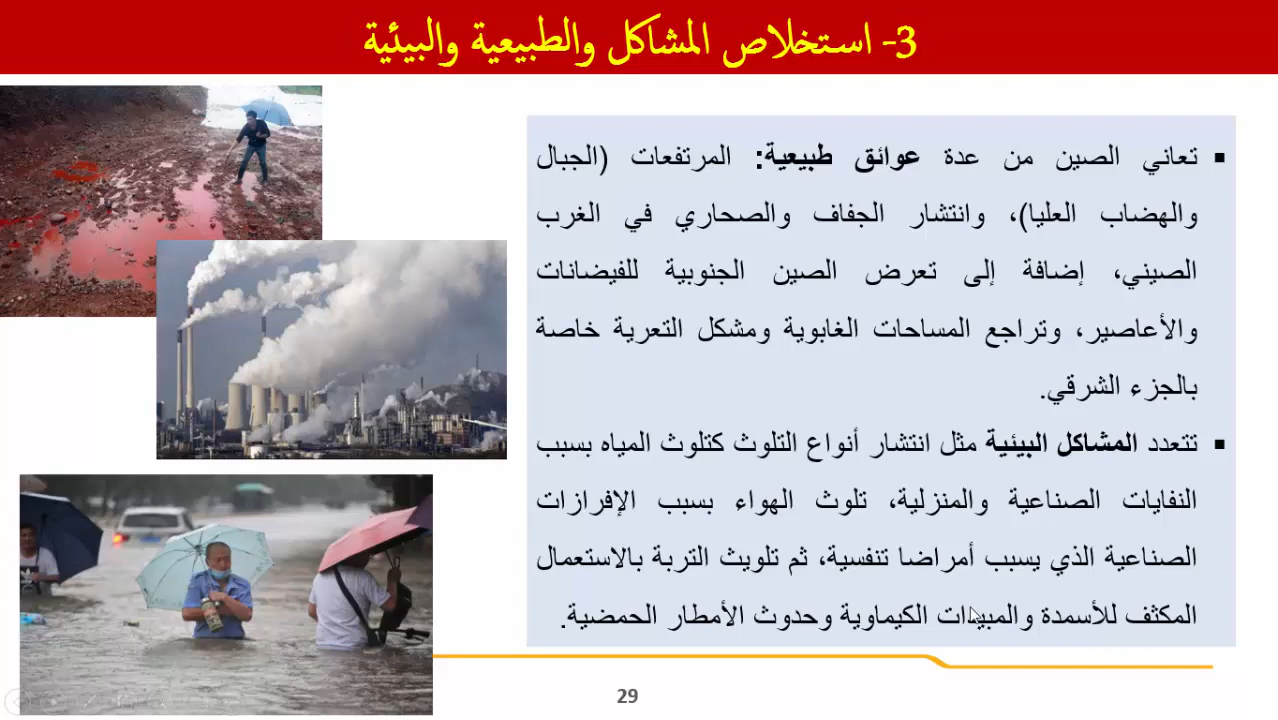 3- استخلاص المشاكل والطبيعية والبيئية
▪ تعاني الصين من عدة عوائق طبيعية: المرتفعات (الجبال
والهضاب العليا)، وانتشار الجفاف والصحاري في الغرب
الصيني، إضافة إلى تعرض الصين الجنوبية للفيضانات
والأعاصير، وتراجع المساحات الغابوية ومشكل التعرية خاصة
بالجزء الشرقي.
▪ تتعدد المشاكل البيئية مثل انتشار أنواع التلوث كتلوث المياه بسبب
النفايات الصناعية والمنزلية، تلوث الهواء بسبب الإفرازات
الصناعية الذي يسبب أمراضا تنفسية، ثم تلويث التربة بالاستعمال
المكثف للأسمدة والمبيدات الكيماوية وحدوث الأمطار الحمضية.
29